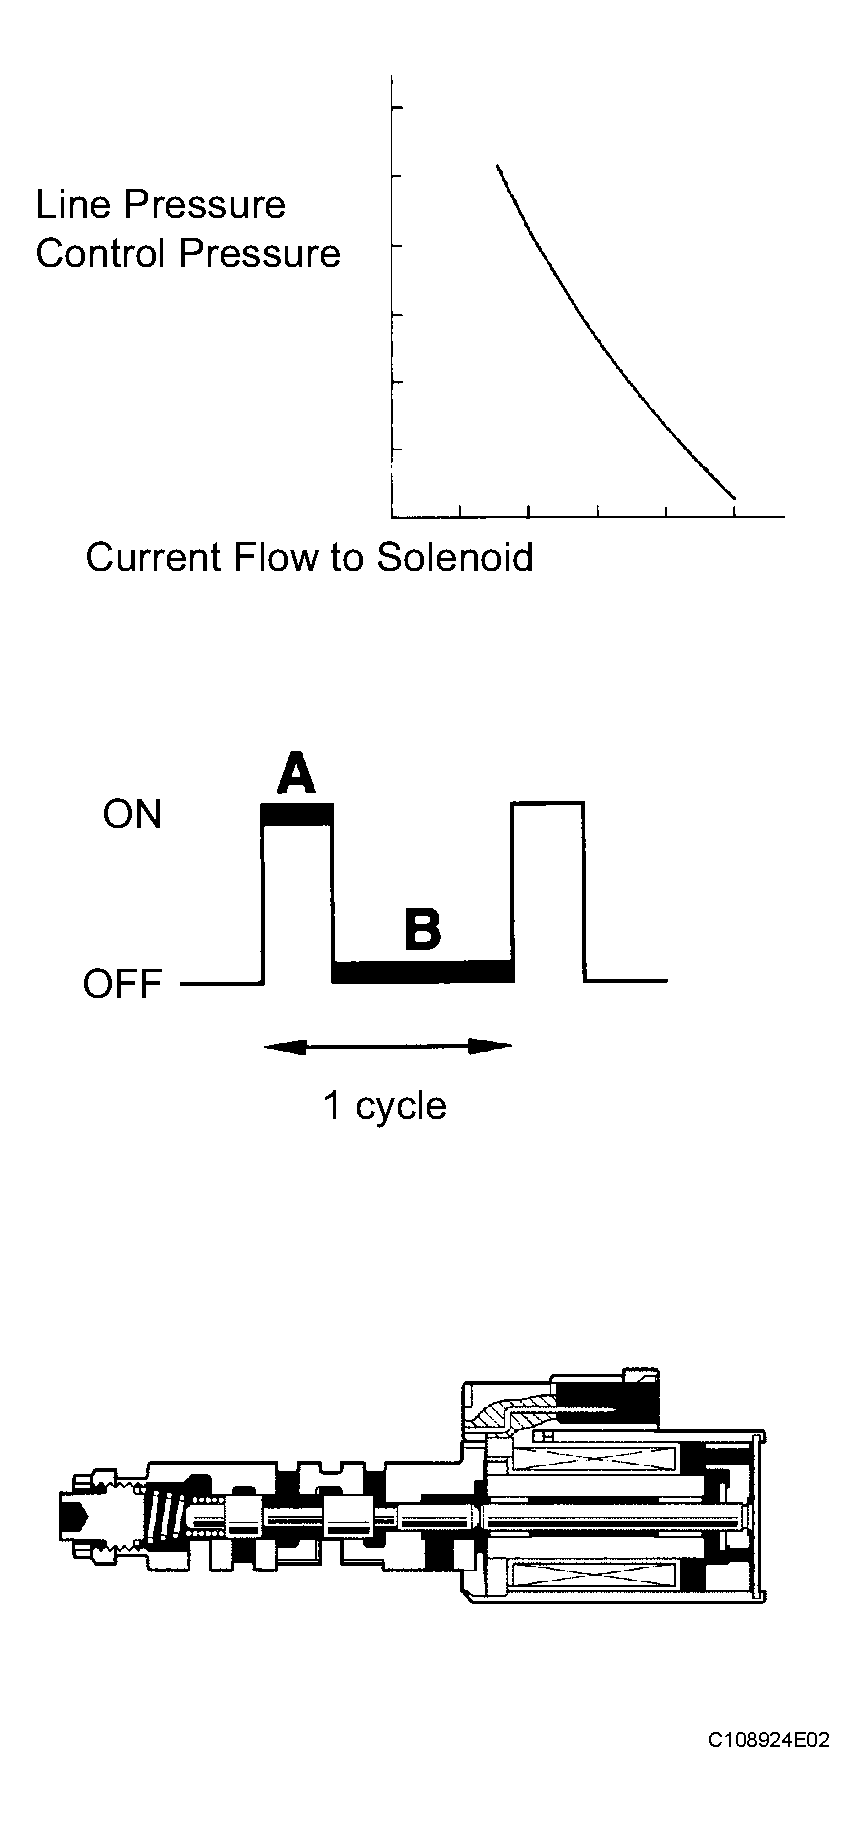 Line Pressure
Control Pressure
Current Flow to Solenoid
A
ON
B
OFF
1 cycle
C108924E02